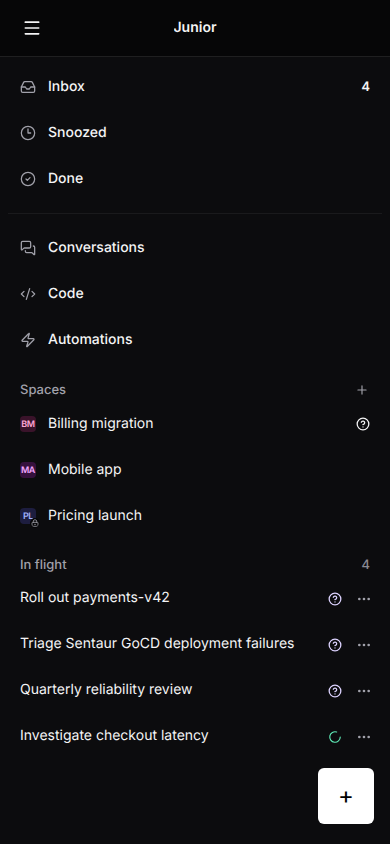 Junior
Inbox 4
Snoozed
Done
Conversations
Code
Automations
Spaces
BM Billing migration
MA Mobile app
PL Pricing launch
In flight 4
Roll out payments-v42
Triage Sentaur GoCD deployment failures
Quarterly reliability review
Investigate checkout latency